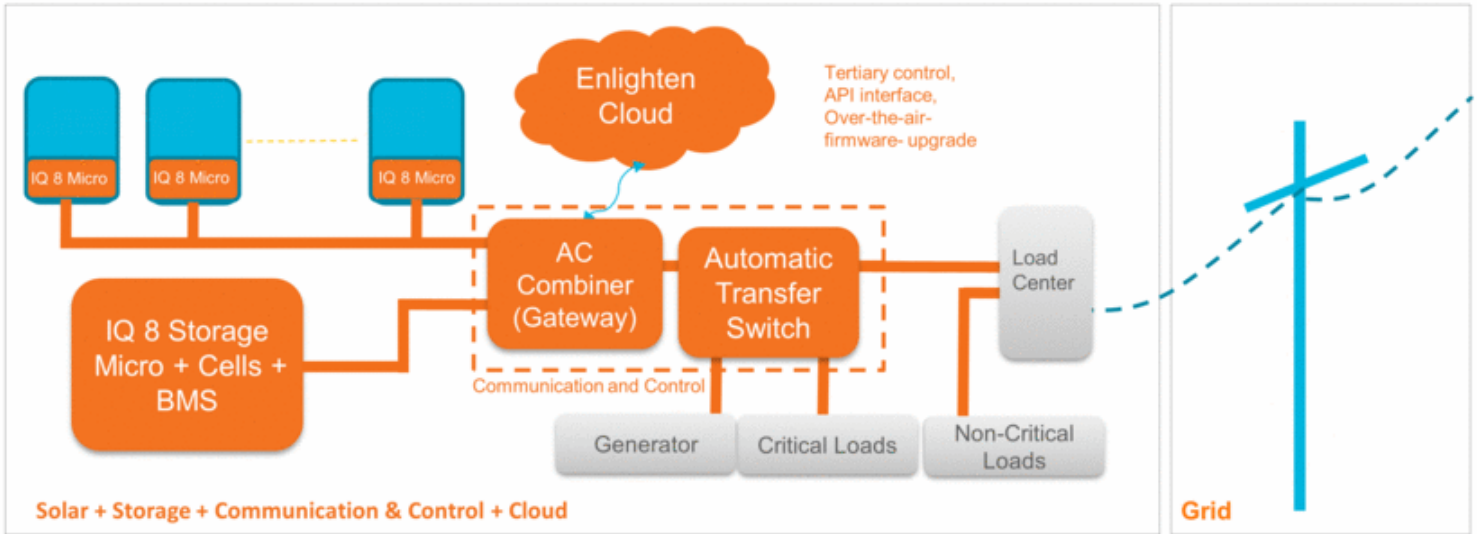 Enlighten
Cloud
Tertiary control,
API interface,
Over-the-air-
firmware- upgrade
IQ 8 Micro
IQ 8 Micro
IQ 8 Micro
AC
Combiner
(Gateway)
Automatic
Transfer
Switch
Load
Center
IQ 8 Storage
Micro + Cells +
BMS
Communication and Control
Generator
Critical Loads
Non-Critical
Loads
Solar + Storage + Communication & Control + Cloud
Grid